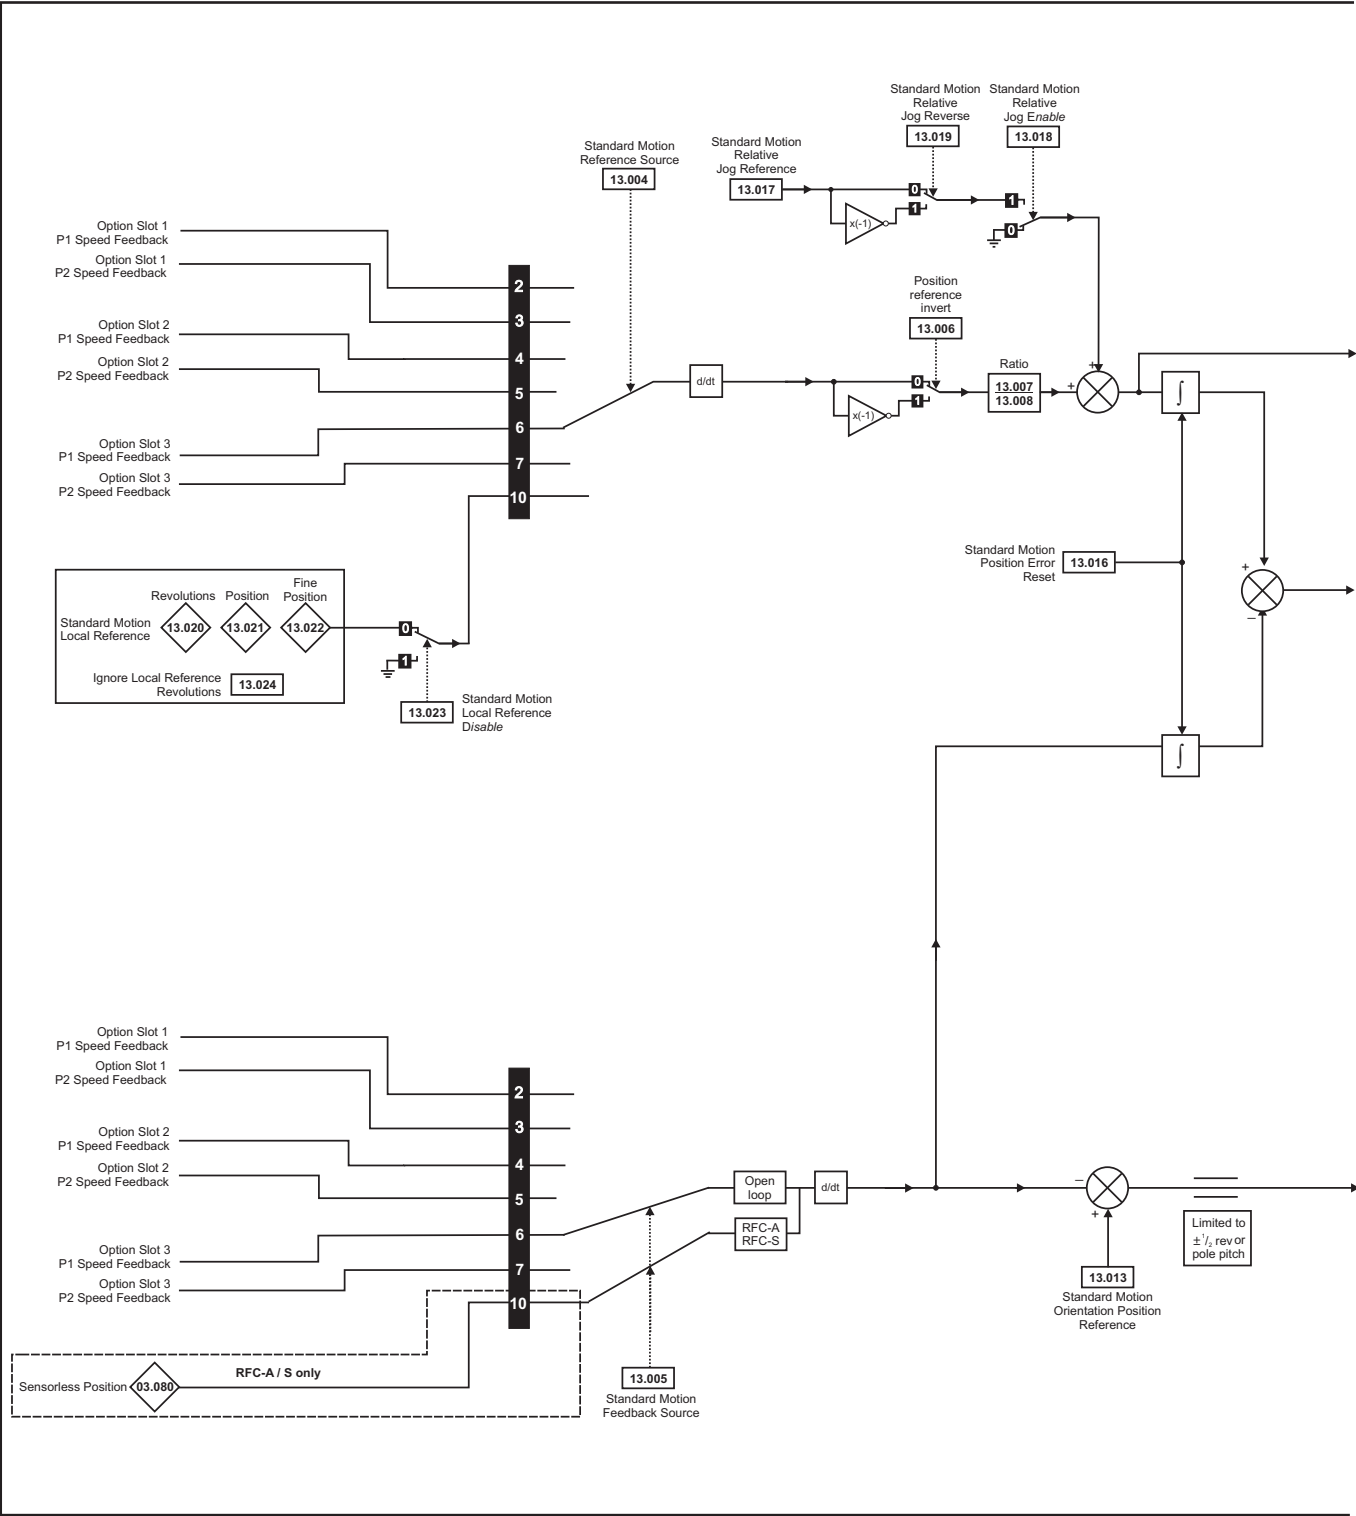 Standard Motion
Relative
Jog Reverse
13.019
Standard Motion
Relative
Jog Enable
13.018
Standard Motion
Relative
Jog Reference
13.017
0
1
x(-1)
1
0
Standard Motion
Reference Source
13.004
Option Slot 1
P1 Speed Feedback
Option Slot 1
P2 Speed Feedback
Option Slot 2
P1 Speed Feedback
Option Slot 2
P2 Speed Feedback
Option Slot 3
P1 Speed Feedback
Option Slot 3
P2 Speed Feedback
2
3
4
5
6
7
10
d/dt
Position
reference
invert
13.006
0
1
x(-1)
Ratio
13.007
13.008
+
+
∫
Standard Motion
Position Error
Reset
13.016
+
−
∫
Revolutions
Position
Fine
Position
Standard Motion
Local Reference
13.020
13.021
13.022
Ignore Local Reference
Revolutions
13.024
0
1
13.023
Standard Motion
Local Reference
Disable
Option Slot 1
P1 Speed Feedback
Option Slot 1
P2 Speed Feedback
Option Slot 2
P1 Speed Feedback
Option Slot 2
P2 Speed Feedback
Option Slot 3
P1 Speed Feedback
Option Slot 3
P2 Speed Feedback
2
3
4
5
6
7
10
Open
loop
RFC-A
RFC-S
d/dt
−
+
13.013
Standard Motion
Orientation Position
Reference
Limited to
±1/2 rev or
pole pitch
Sensorless Position
03.080
RFC-A / S only
13.005
Standard Motion
Feedback Source